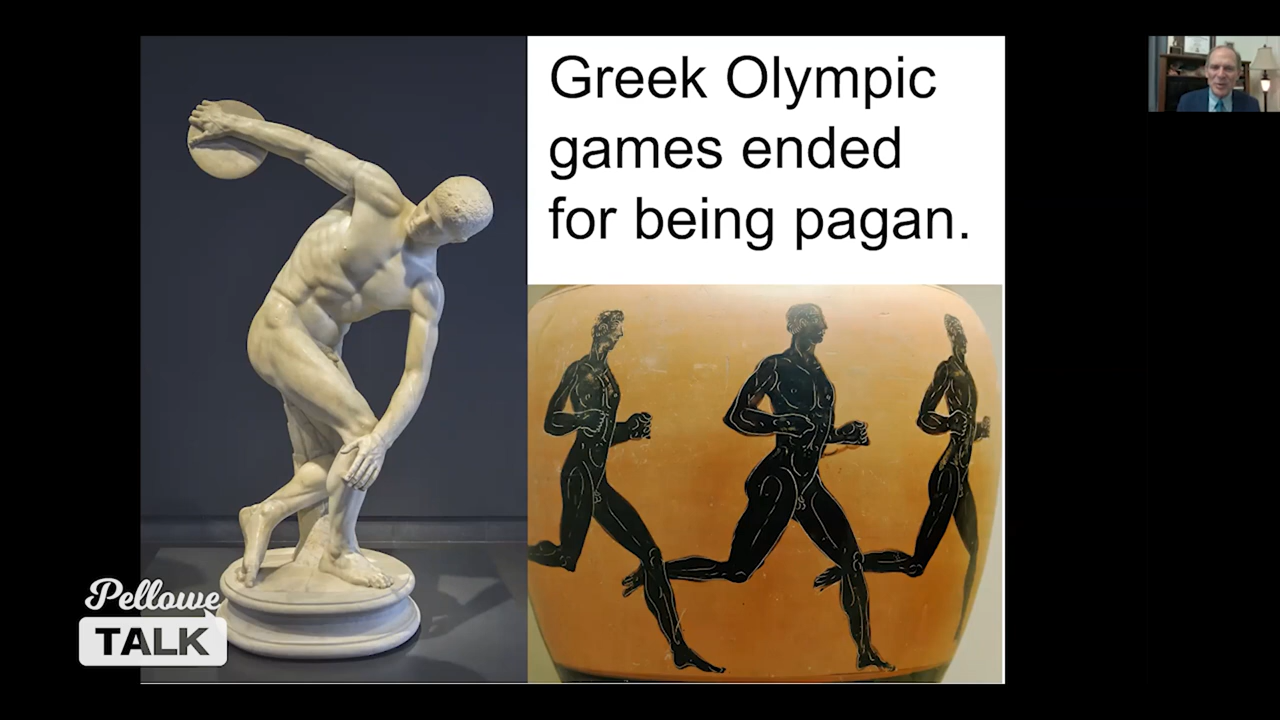 Greek Olympic
games ended
for being pagan.
Pellowe
TALK